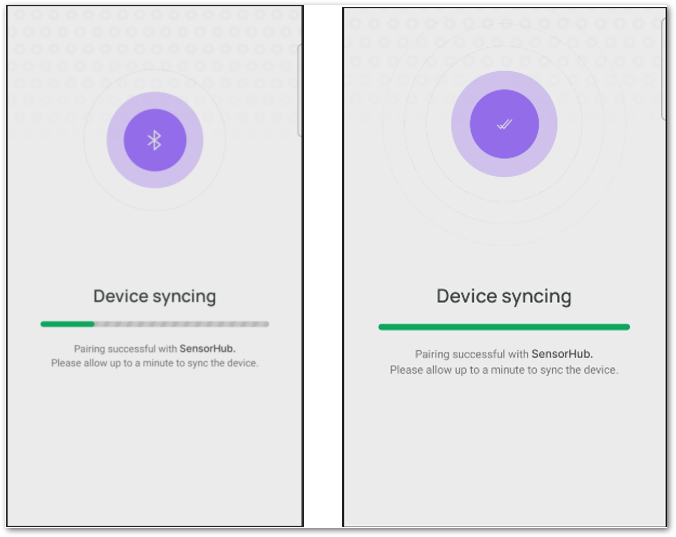 Device syncing
Pairing successful with SensorHub.
Please allow up to a minute to sync the device.
Device syncing
Pairing successful with SensorHub.
Please allow up to a minute to sync the device.